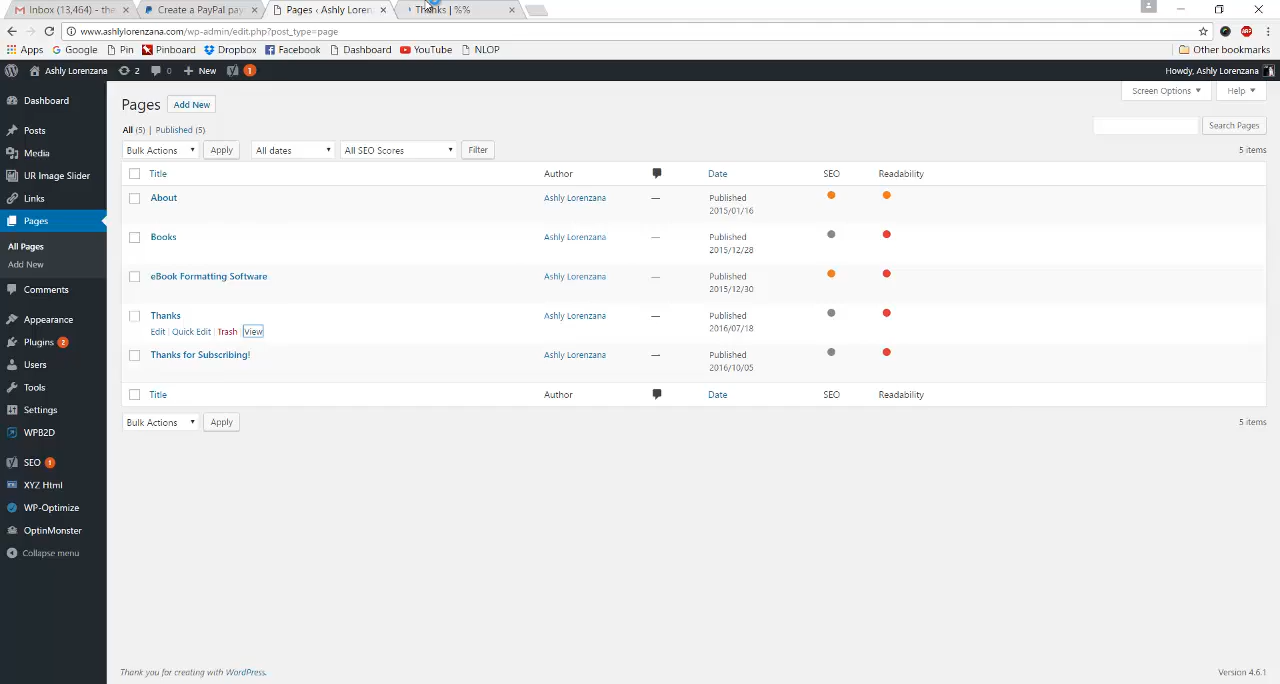 Inbox (13,464) - the
Create a PayPal pay
Pages ‹ Ashly Loren
Thanks | %%
www.ashlylorenzana.com/wp-admin/edit.php?post_type=page
Apps Google Pin Pinboard Dropbox Facebook Dashboard YouTube NLOP Other bookmarks
Ashly Lorenzana 2 0 New 1 Howdy, Ashly Lorenzana
Dashboard
Posts
Media
UR Image Slider
Links
Pages
All Pages
Add New
Comments
Appearance
Plugins 2
Users
Tools
Settings
WPB2D
SEO 1
XYZ Html
WP-Optimize
OptinMonster
Collapse menu
Pages Add New
Screen Options Help
All (5) | Published (5)
Search Pages
Bulk Actions Apply All dates All SEO Scores Filter 5 items
Title Author Date SEO Readability
About Ashly Lorenzana — Published
2015/01/16
Books Ashly Lorenzana — Published
2015/12/28
eBook Formatting Software Ashly Lorenzana — Published
2015/12/30
Thanks Ashly Lorenzana — Published
2016/07/18
Edit | Quick Edit | Trash | View
Thanks for Subscribing! Ashly Lorenzana — Published
2016/10/05
Title Author Date SEO Readability
Bulk Actions Apply 5 items
Thank you for creating with WordPress. Version 4.6.1